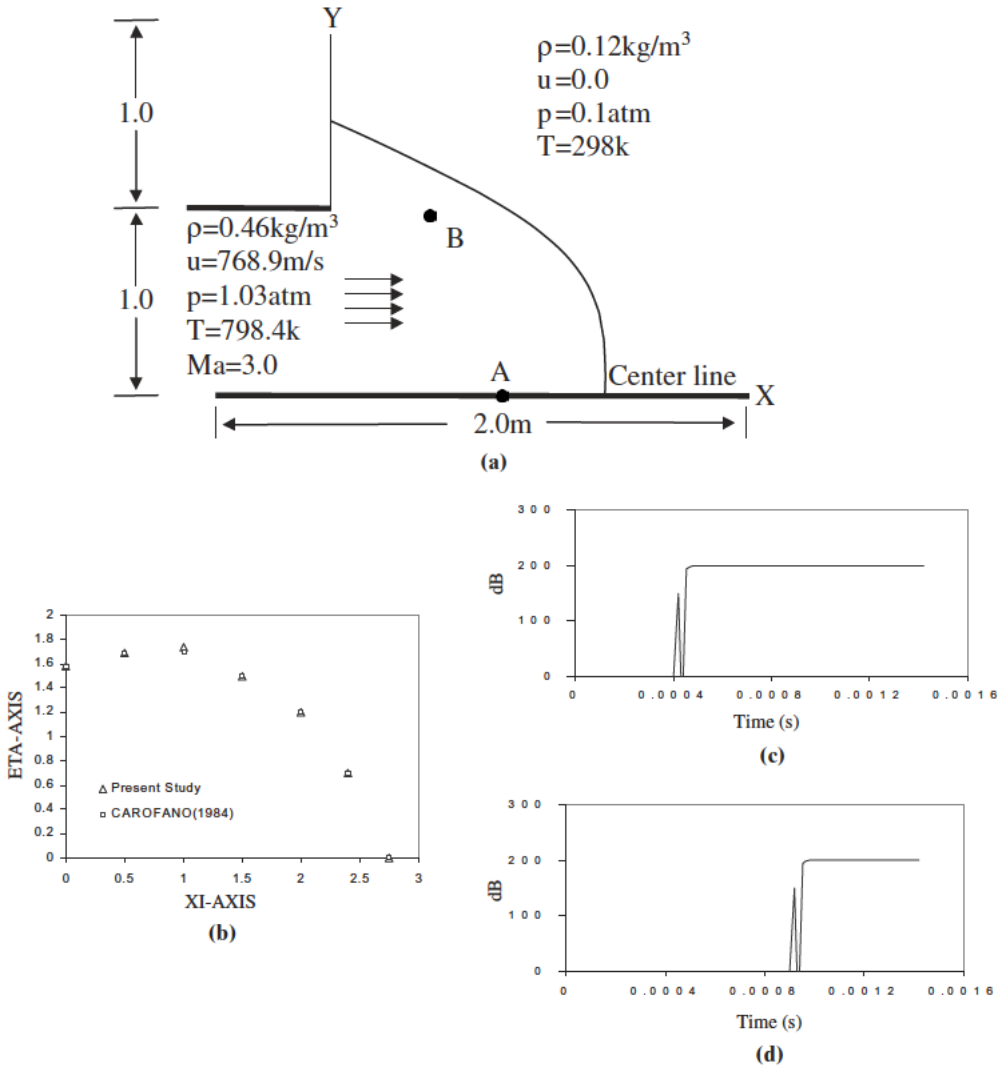 Y
ρ=0.12kg/m³
u=0.0
p=0.1atm
T=298k
1.0
1.0
ρ=0.46kg/m³
u=768.9m/s
p=1.03atm
T=798.4k
Ma=3.0
B
A
Center line
X
2.0m
(a)
300
200
100
0
dB
0
0.0004
0.0008
0.0012
0.0016
Time (s)
(c)
2
1.8
1.6
1.4
1.2
1
0.8
0.6
0.4
0.2
0
ETA-AXIS
Present Study
CAROFANO(1984)
0
0.5
1
1.5
2
2.5
3
XI-AXIS
(b)
300
200
100
0
dB
0
0.0004
0.0008
0.0012
0.0016
Time (s)
(d)